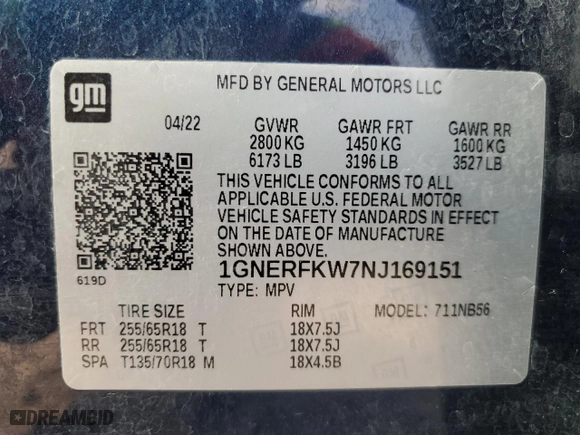 gm
MFD BY GENERAL MOTORS LLC
04/22 GVWR GAWR FRT GAWR RR
2800 KG 1450 KG 1600 KG
6173 LB 3196 LB 3527 LB
THIS VEHICLE CONFORMS TO ALL
APPLICABLE U.S. FEDERAL MOTOR
VEHICLE SAFETY STANDARDS IN EFFECT
ON THE DATE OF MANUFACTURE
SHOWN ABOVE.
619D
1GNERFKW7NJ169151
TYPE: MPV
TIRE SIZE RIM MODEL: 711NB56
FRT 255/65R18 T 18X7.5J
RR 255/65R18 T 18X7.5J
SPA T135/70R18 M 18X4.5B
DREAMBID